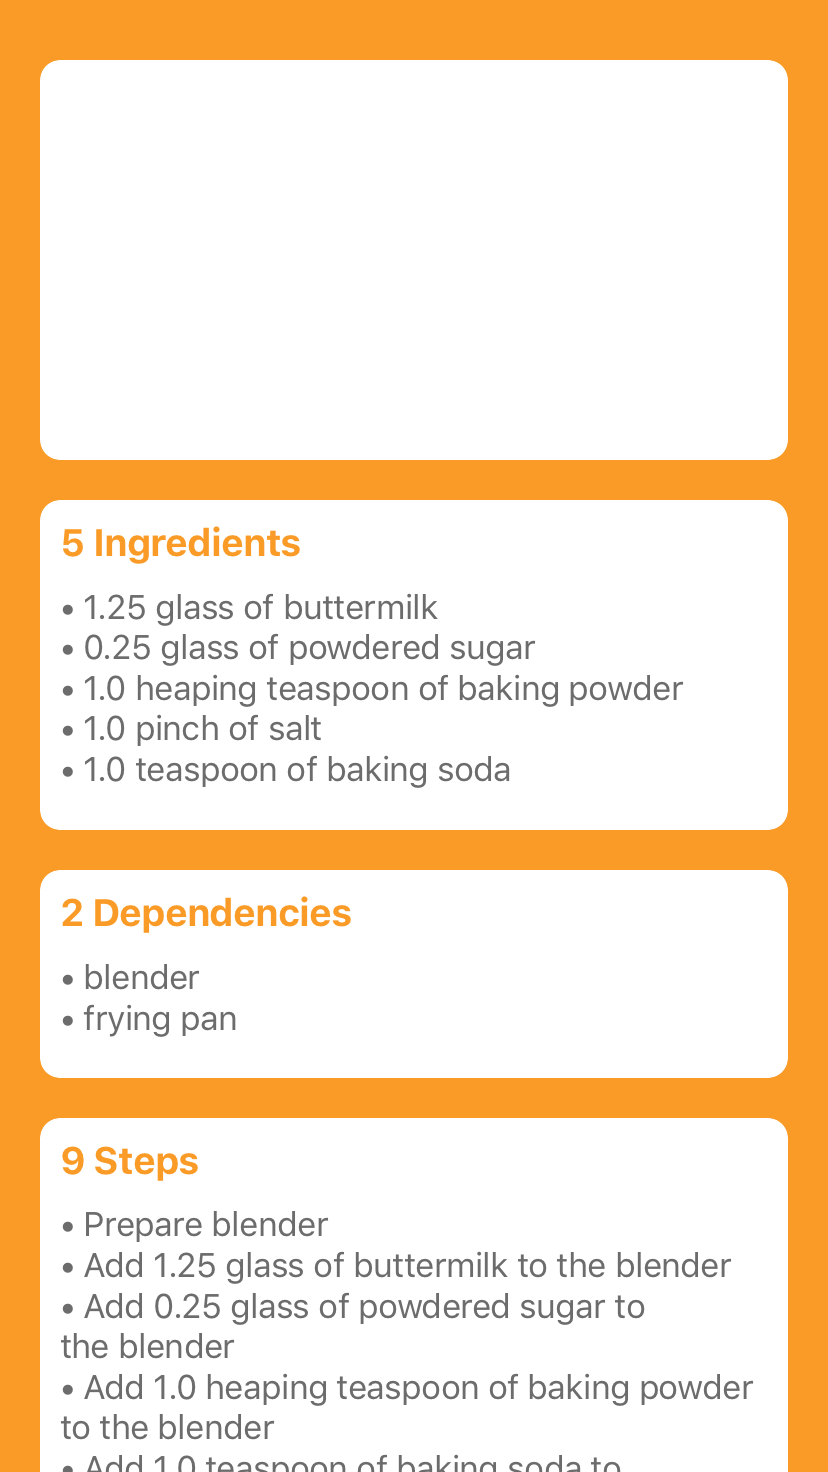 5 Ingredients
• 1.25 glass of buttermilk
• 0.25 glass of powdered sugar
• 1.0 heaping teaspoon of baking powder
• 1.0 pinch of salt
• 1.0 teaspoon of baking soda
2 Dependencies
• blender
• frying pan
9 Steps
• Prepare blender
• Add 1.25 glass of buttermilk to the blender
• Add 0.25 glass of powdered sugar to
the blender
• Add 1.0 heaping teaspoon of baking powder
to the blender
• Add 1.0 teaspoon of baking soda to